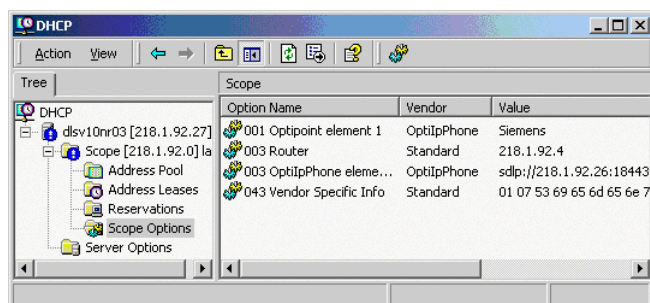 DHCP
Action View
Tree
Scope
DHCP
dlsv10nr03 [218.1.92.27]
Scope [218.1.92.0] la
Address Pool
Address Leases
Reservations
Scope Options
Server Options
Option Name Vendor Value
001 Optipoint element 1 OptiIpPhone Siemens
003 Router Standard 218.1.92.4
003 OptiIpPhone eleme... OptiIpPhone sdlp://218.1.92.26:18443
043 Vendor Specific Info Standard 01 07 53 69 65 6d 65 6e 7